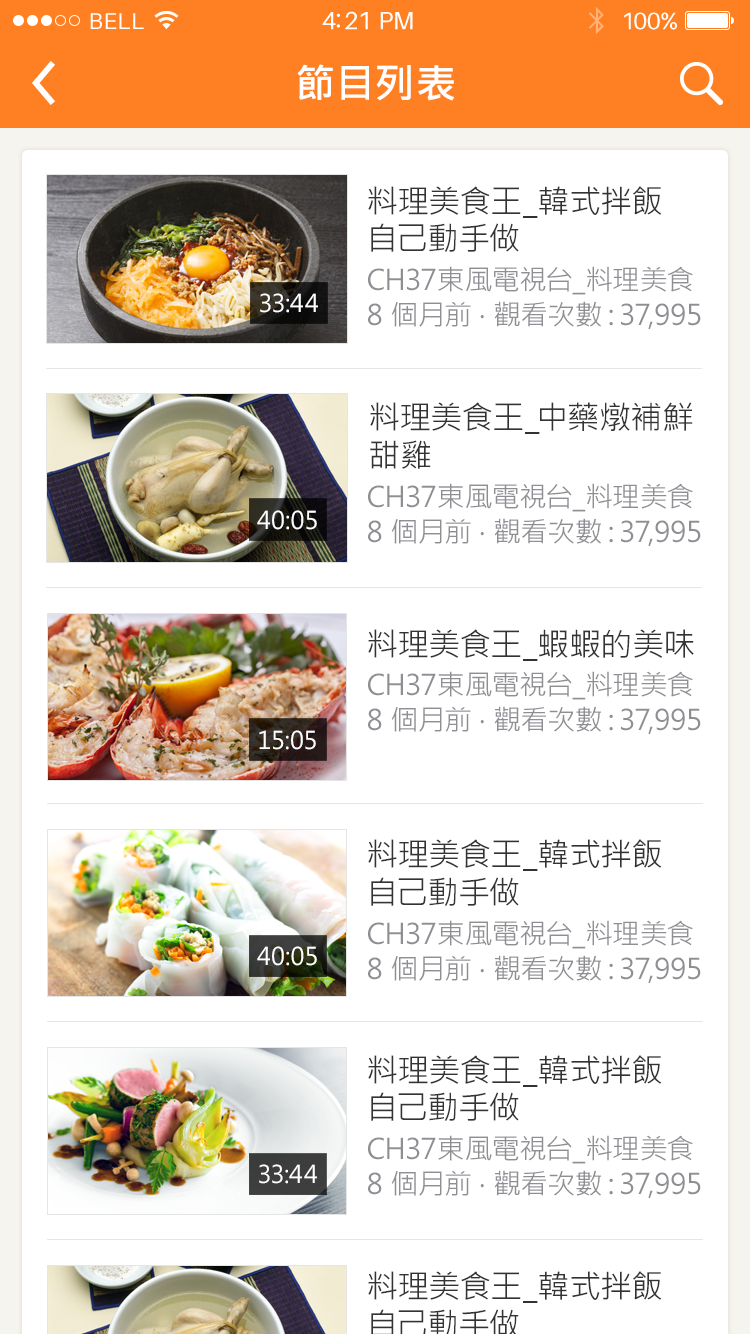 BELL 4:21 PM 100%
節目列表
料理美食王_韓式拌飯
自己動手做
CH37東風電視台_料理美食
8 個月前 · 觀看次數 : 37,995
33:44
料理美食王_中藥燉補鮮
甜雞
CH37東風電視台_料理美食
8 個月前 · 觀看次數 : 37,995
40:05
料理美食王_蝦蝦的美味
CH37東風電視台_料理美食
8 個月前 · 觀看次數 : 37,995
15:05
料理美食王_韓式拌飯
自己動手做
CH37東風電視台_料理美食
8 個月前 · 觀看次數 : 37,995
40:05
料理美食王_韓式拌飯
自己動手做
CH37東風電視台_料理美食
8 個月前 · 觀看次數 : 37,995
33:44
料理美食王_韓式拌飯
自己動手做